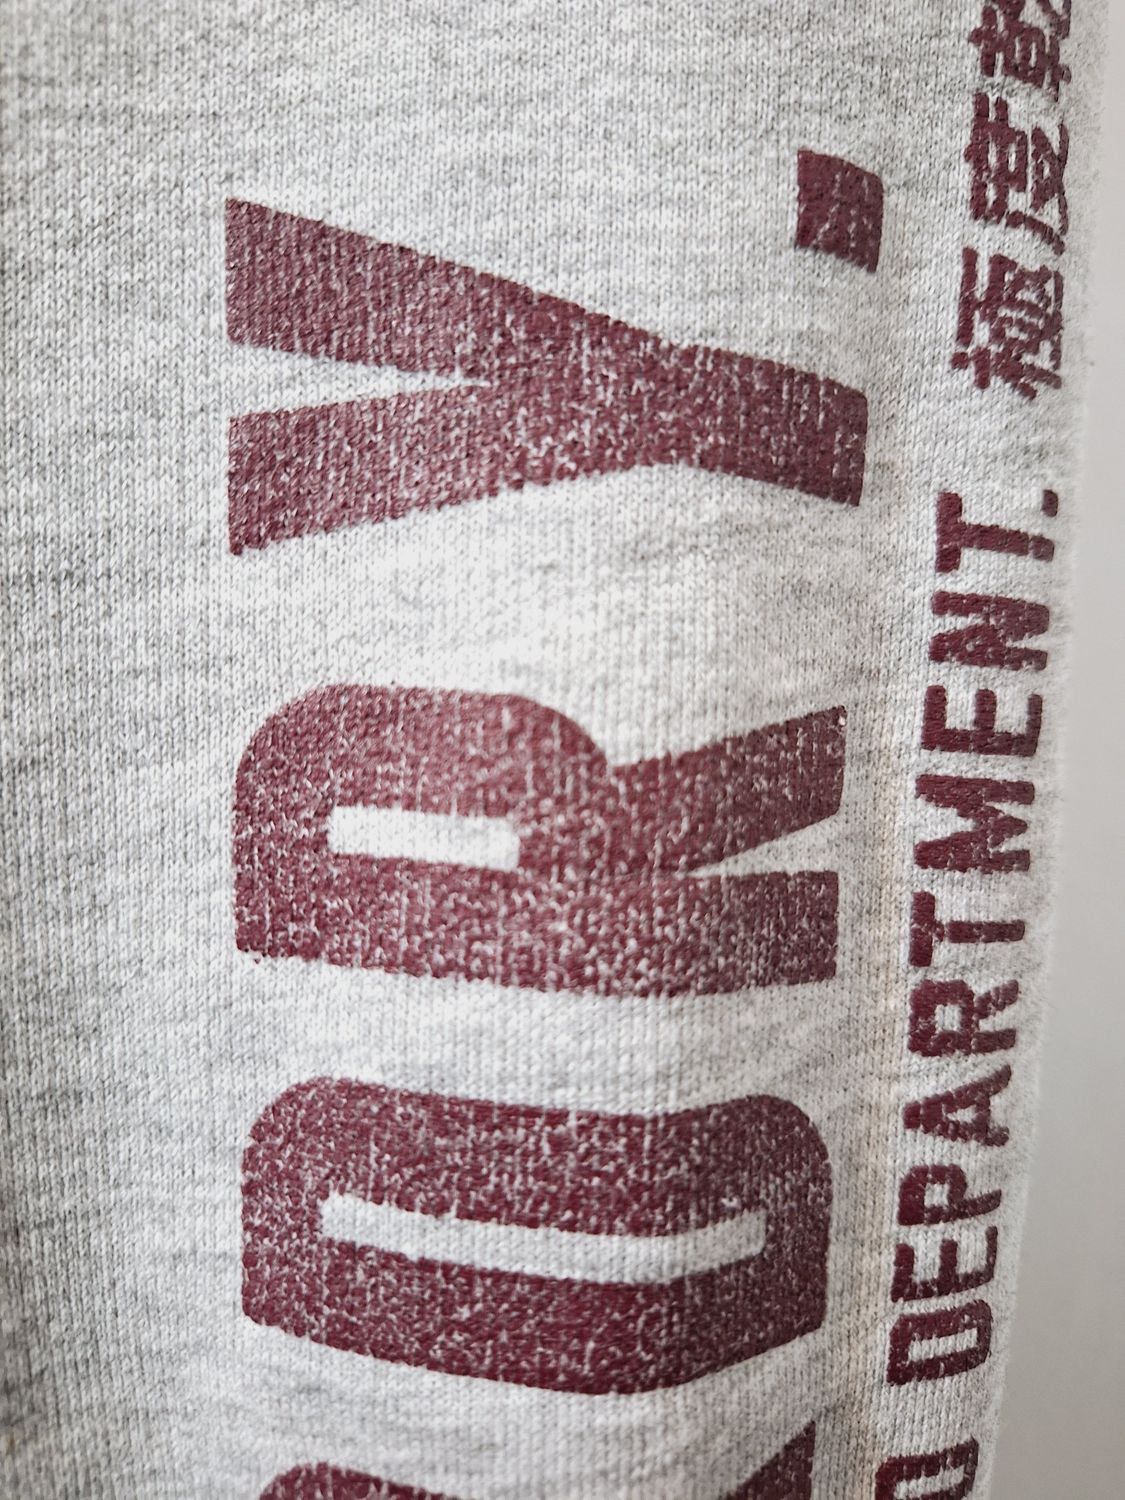 DRY.
DEPARTMENT. 極度乾